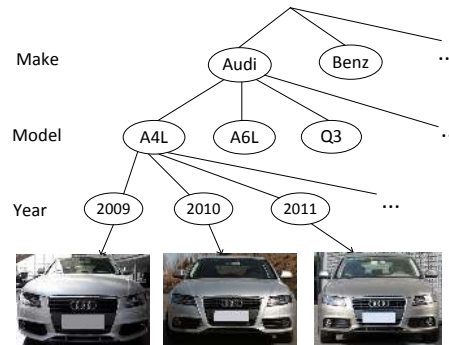 Make
Audi
Benz
...
Model
A4L
A6L
Q3
...
Year
2009
2010
2011
...